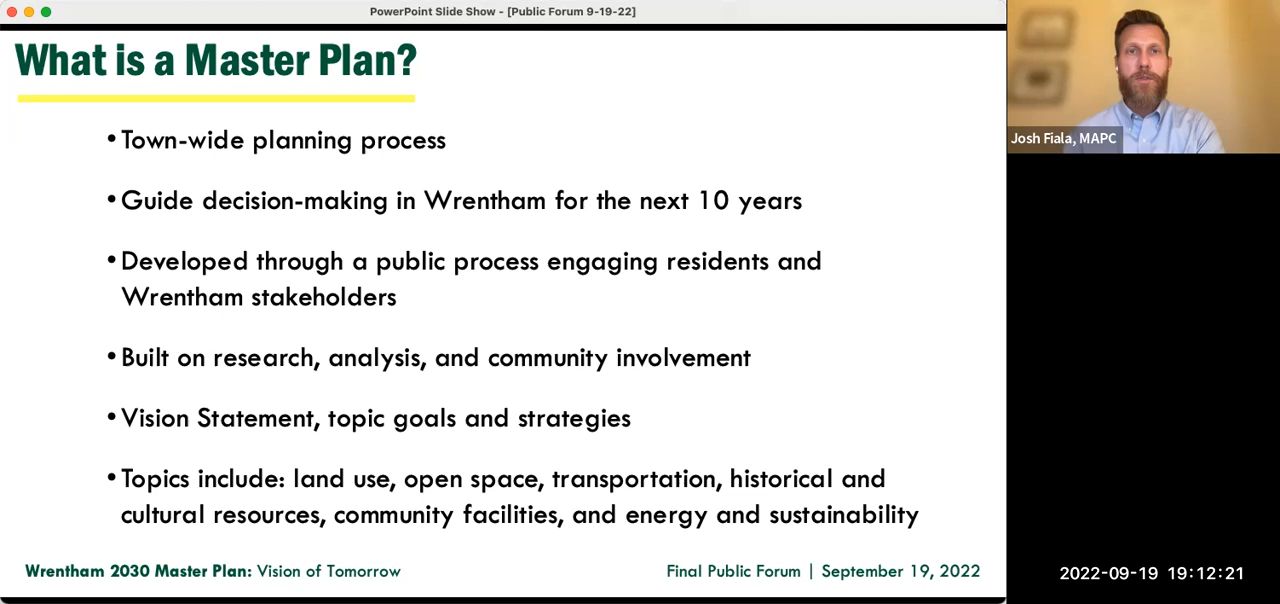 PowerPoint Slide Show - [Public Forum 9-19-22]
What is a Master Plan?
• Town-wide planning process
• Guide decision-making in Wrentham for the next 10 years
• Developed through a public process engaging residents and
Wrentham stakeholders
• Built on research, analysis, and community involvement
• Vision Statement, topic goals and strategies
• Topics include: land use, open space, transportation, historical and
cultural resources, community facilities, and energy and sustainability
Wrentham 2030 Master Plan: Vision of Tomorrow
Final Public Forum | September 19, 2022
Josh Fiala, MAPC
2022-09-19 19:12:21